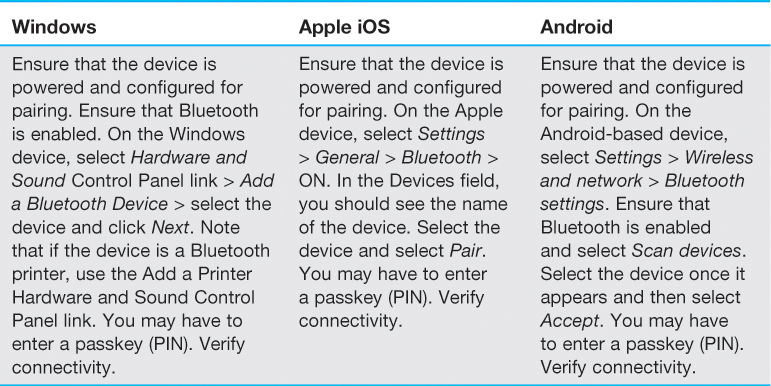 Windows
Ensure that the device is
powered and configured for
pairing. Ensure that Bluetooth
is enabled. On the Windows
device, select Hardware and
Sound Control Panel link > Add
a Bluetooth Device > select the
device and click Next. Note
that if the device is a Bluetooth
printer, use the Add a Printer
Hardware and Sound Control
Panel link. You may have to
enter a passkey (PIN). Verify
connectivity.
Apple iOS
Ensure that the device is
powered and configured
for pairing. On the Apple
device, select Settings
> General > Bluetooth >
ON. In the Devices field,
you should see the name
of the device. Select the
device and select Pair.
You may have to enter
a passkey (PIN). Verify
connectivity.
Android
Ensure that the device is
powered and configured
for pairing. On the
Android-based device,
select Settings > Wireless
and network > Bluetooth
settings. Ensure that
Bluetooth is enabled
and select Scan devices.
Select the device once it
appears and then select
Accept. You may have
to enter a passkey (PIN).
Verify connectivity.